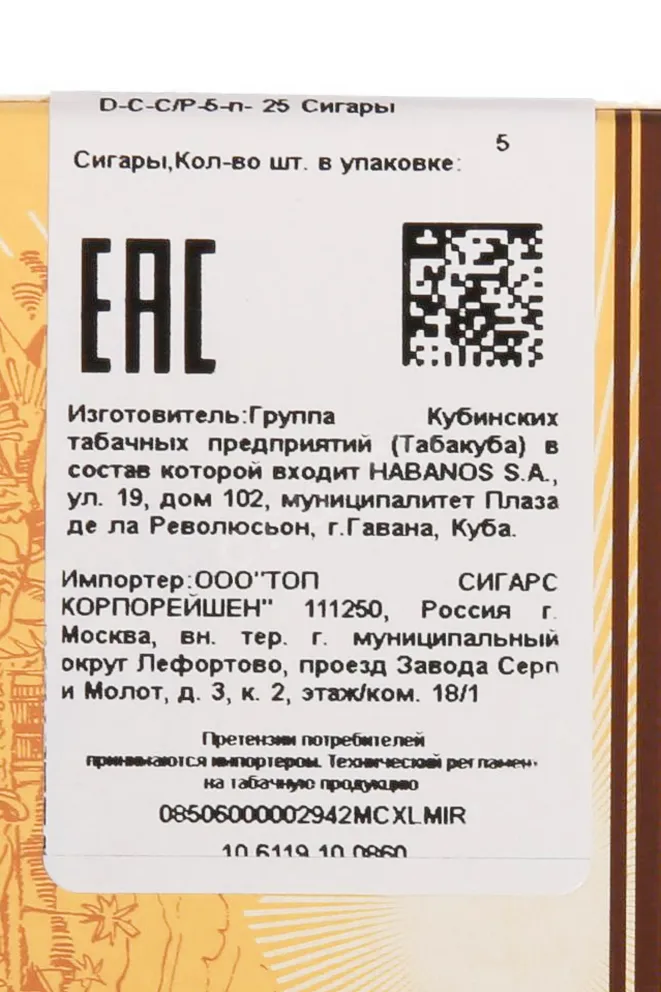 D-C-C/P-5-n- 25 Сигары
5
Сигары,Кол-во шт. в упаковке:
EAC
Изготовитель:Группа Кубинских
табачных предприятий (Табакуба) в
состав которой входит HABANOS S.A.,
ул. 19, дом 102, муниципалитет Плаза
де ла Революсьон, г.Гавана, Куба.
Импортер:ООО"ТОП СИГАРС
КОРПОРЕЙШЕН" 111250, Россия г.
Москва, вн. тер. г. муниципальный
округ Лефортово, проезд Завода Серп
и Молот, д. 3, к. 2, этаж/ком. 18/1
Претензии потребителей
принимаются импортером. Технический регламен
на табачную продукцию
08506000002942MCXLMIR
10.6119.10.0860